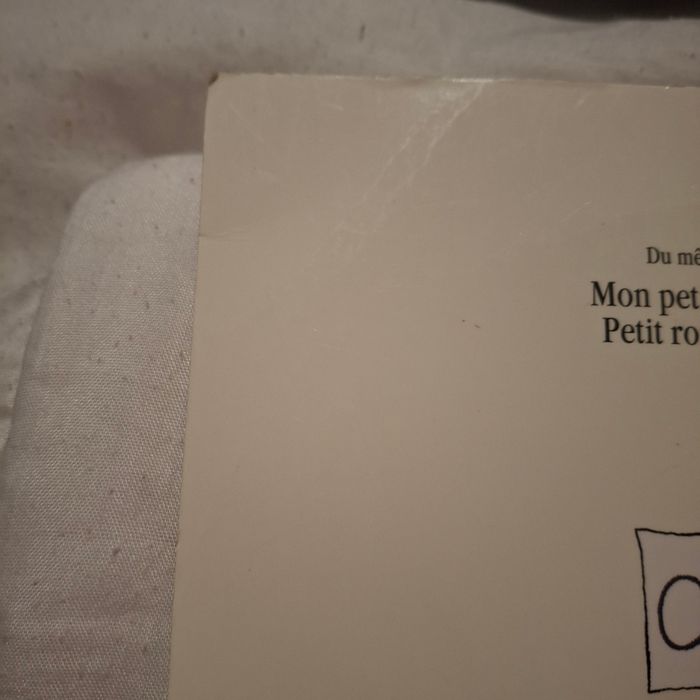 Du mê
Mon pet
Petit ro